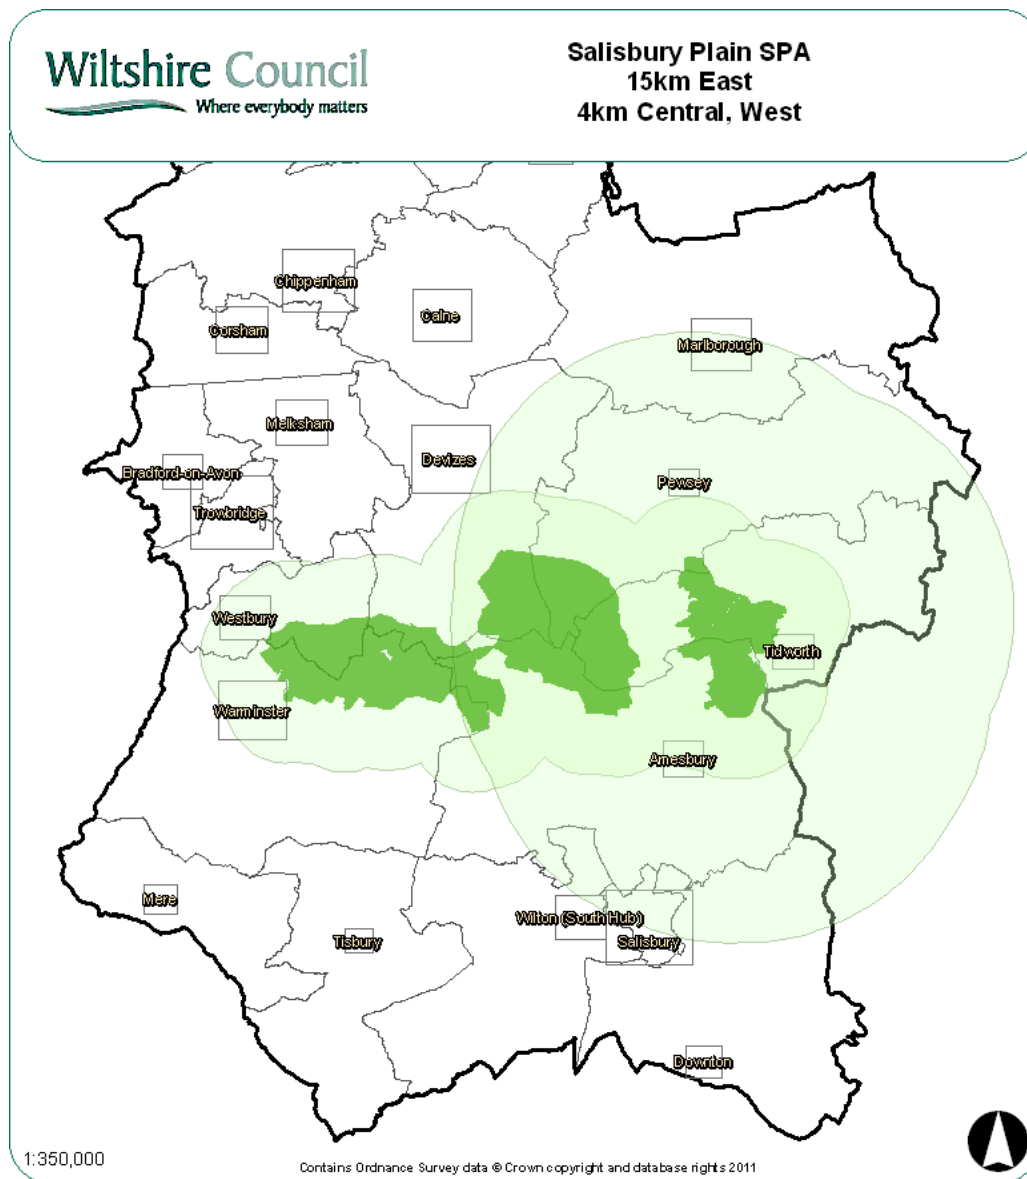 Wiltshire Council
Where everybody matters
Salisbury Plain SPA
15km East
4km Central, West
Chippenham
Calne
Corsham
Marlborough
Melksham
Devizes
Bradford-on-Avon
Pewsey
Trowbridge
Westbury
Tidworth
Warminster
Amesbury
Mere
Wilton (South Hub)
Tisbury
Salisbury
Downton
1:350,000
Contains Ordnance Survey data © Crown copyright and database rights 2011